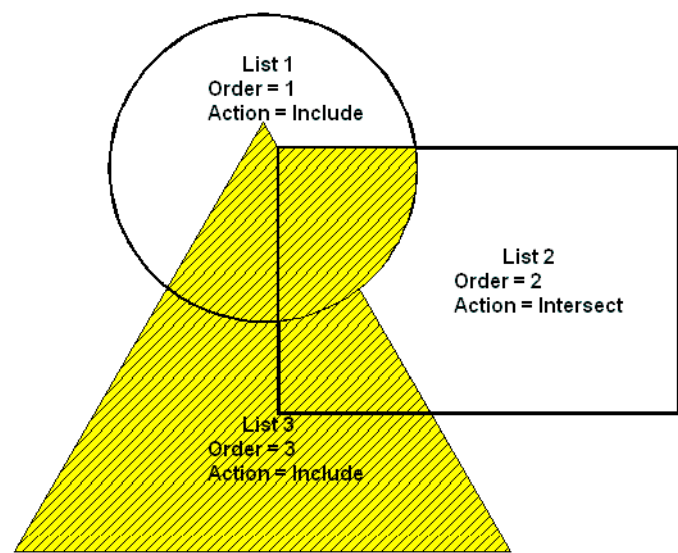 List 1
Order = 1
Action = Include
List 2
Order = 2
Action = Intersect
List 3
Order = 3
Action = Include